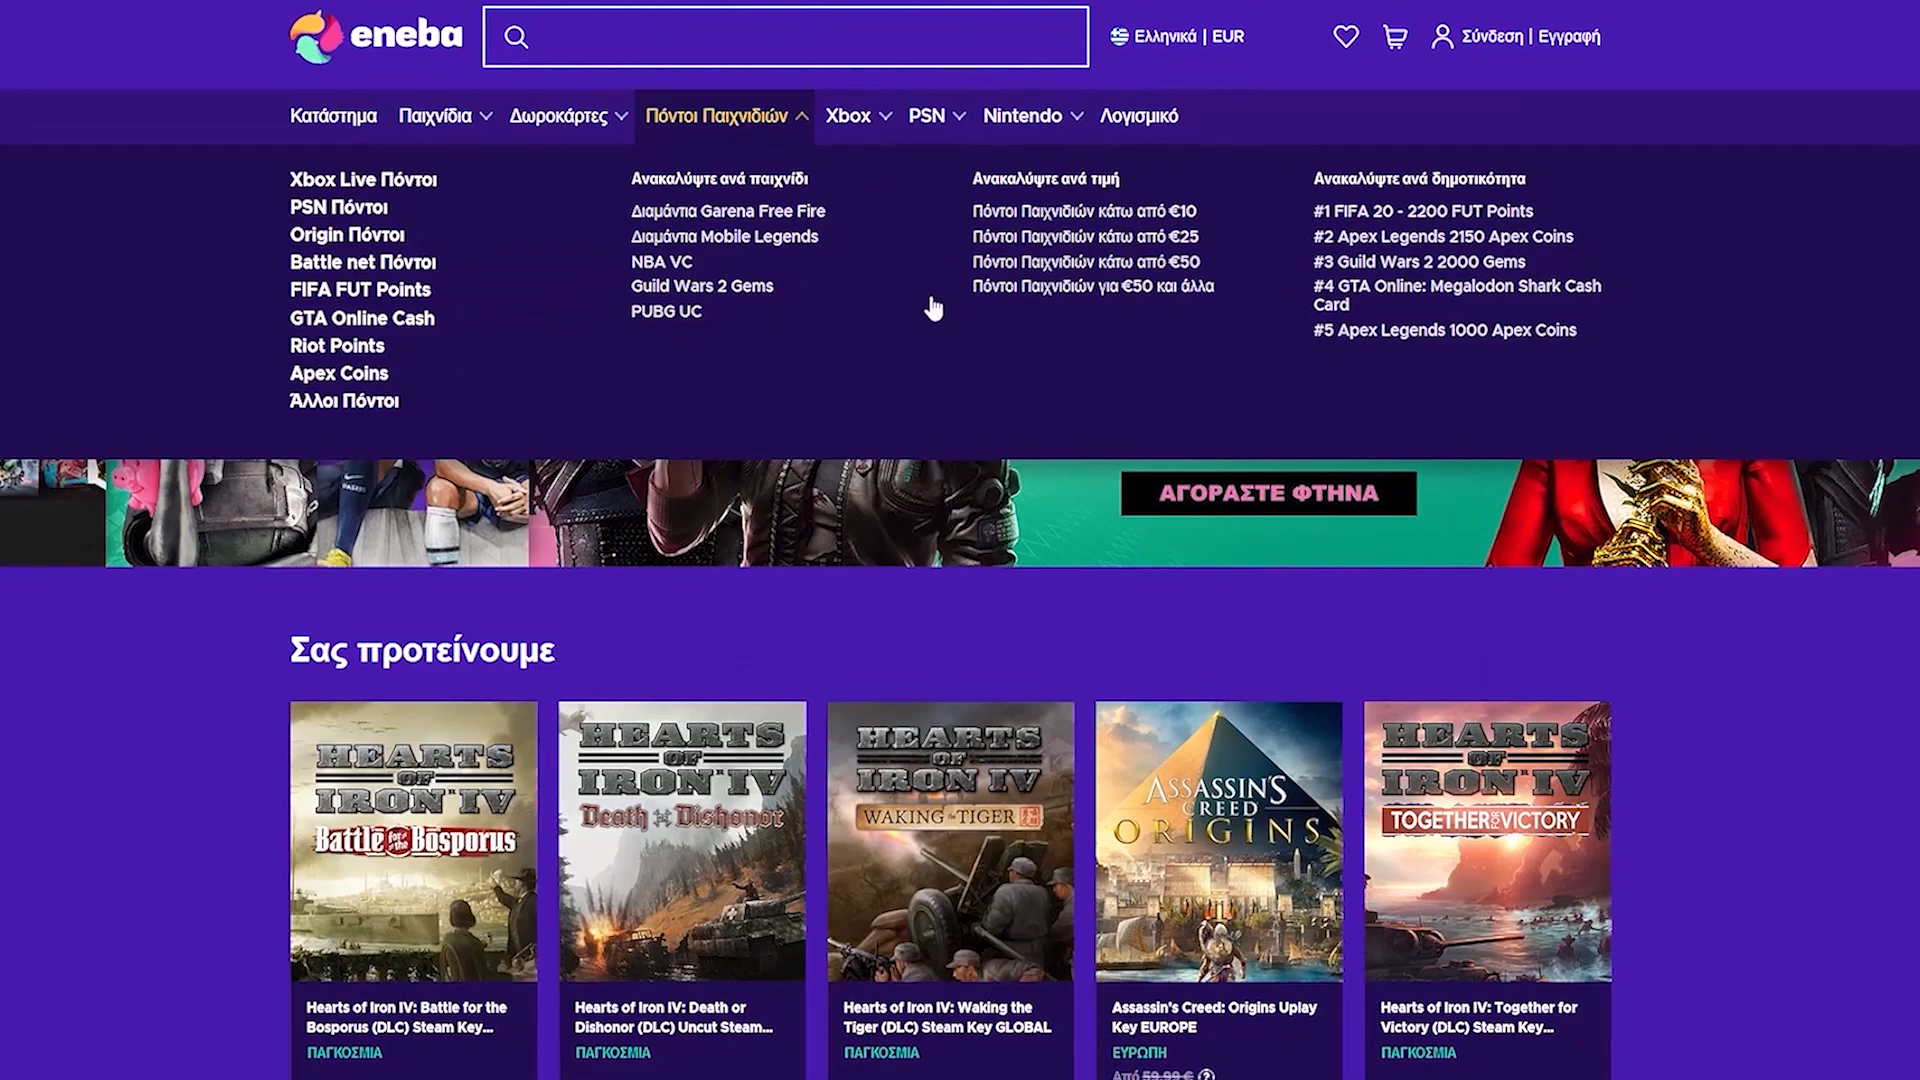 eneba
Ελληνικά | EUR
Σύνδεση | Εγγραφή
Κατάστημα
Παιχνίδια
Δωροκάρτες
Πόντοι Παιχνιδιών
Xbox
PSN
Nintendo
Λογισμικό
Xbox Live Πόντοι
PSN Πόντοι
Origin Πόντοι
Battle net Πόντοι
FIFA FUT Points
GTA Online Cash
Riot Points
Apex Coins
Άλλοι Πόντοι
Ανακαλύψτε ανά παιχνίδι
Διαμάντια Garena Free Fire
Διαμάντια Mobile Legends
NBA VC
Guild Wars 2 Gems
PUBG UC
Ανακαλύψτε ανά τιμή
Πόντοι Παιχνιδιών κάτω από €10
Πόντοι Παιχνιδιών κάτω από €25
Πόντοι Παιχνιδιών κάτω από €50
Πόντοι Παιχνιδιών για €50 και άλλα
Ανακαλύψτε ανά δημοτικότητα
#1 FIFA 20 - 2200 FUT Points
#2 Apex Legends 2150 Apex Coins
#3 Guild Wars 2 2000 Gems
#4 GTA Online: Megalodon Shark Cash
Card
#5 Apex Legends 1000 Apex Coins
ΑΓΟΡΑΣΤΕ ΦΤΗΝΑ
Σας προτείνουμε
HEARTS
OF
IRON IV
Battle for the Bosporus
HEARTS
OF
IRON IV
Death or Dishonor
HEARTS
OF
IRON IV
WAKING the TIGER
ASSASSIN'S
CREED
ORIGINS
HEARTS
OF
IRON IV
TOGETHER FOR VICTORY
Hearts of Iron IV: Battle for the
Bosporus (DLC) Steam Key...
ΠΑΓΚΟΣΜΙΑ
Hearts of Iron IV: Death or
Dishonor (DLC) Uncut Steam...
ΠΑΓΚΟΣΜΙΑ
Hearts of Iron IV: Waking the
Tiger (DLC) Steam Key GLOBAL
ΠΑΓΚΟΣΜΙΑ
Assassin's Creed: Origins Uplay
Key EUROPE
ΕΥΡΩΠΗ
Από 59.99 €
Hearts of Iron IV: Together for
Victory (DLC) Steam Key...
ΠΑΓΚΟΣΜΙΑ